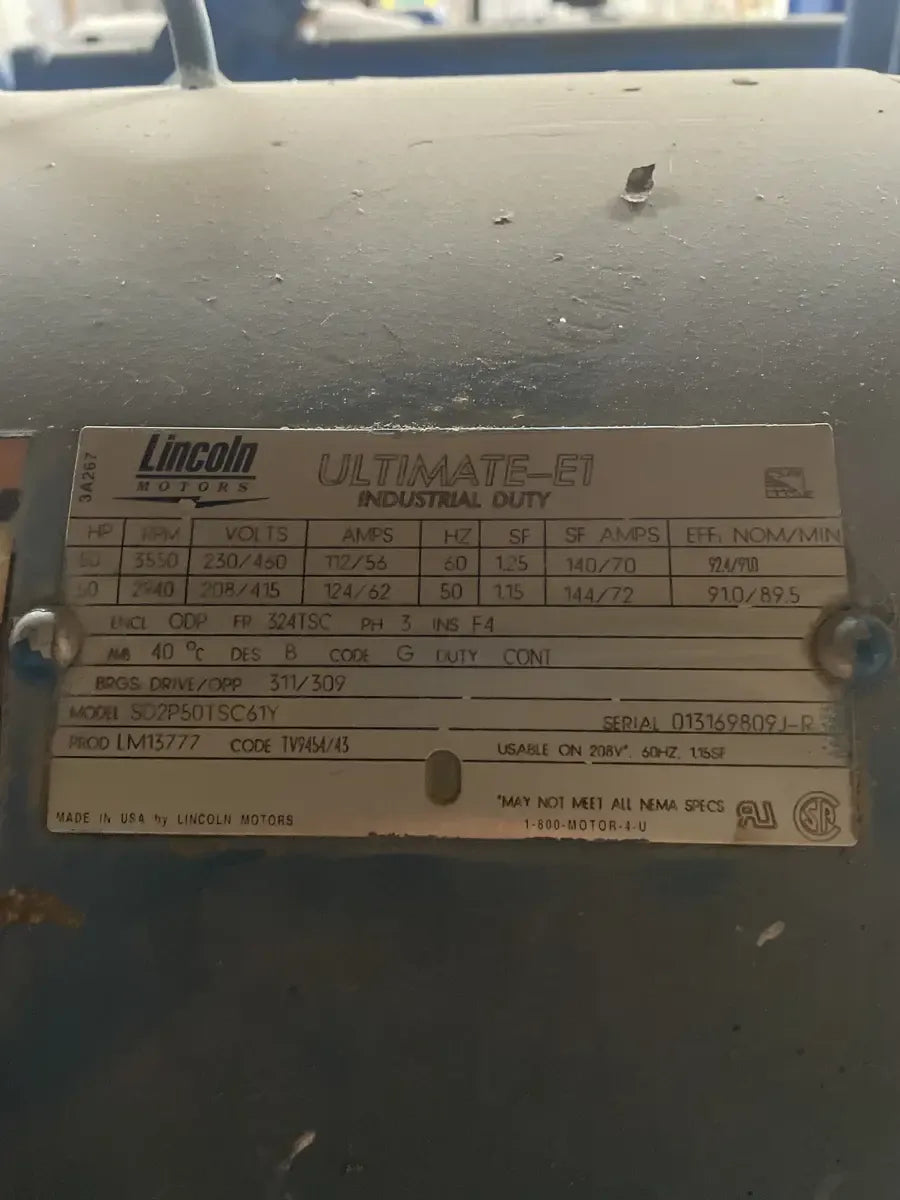 3A267
Lincoln
MOTORS
ULTIMATE-E1
INDUSTRIAL DUTY
HP RPM VOLTS AMPS HZ SF SF AMPS EFF: NOM/MIN
50 3550 230/460 112/56 60 1.25 140/70 92.4/91.0
50 2940 208/415 124/62 50 1.15 144/72 91.0/89.5
ENCL ODP FR 324TSC PH 3 INS F4
AMB 40 °C DES B CODE G DUTY CONT
BRGS: DRIVE/OPP 311/309
MODEL SD2P50TSC61Y SERIAL 013169809J-R
PROD LM13777 CODE TV9454/43 USABLE ON 208V*, 60HZ, 1.15SF
*MAY NOT MEET ALL NEMA SPECS
MADE IN USA by LINCOLN MOTORS 1-800-MOTOR-4-U